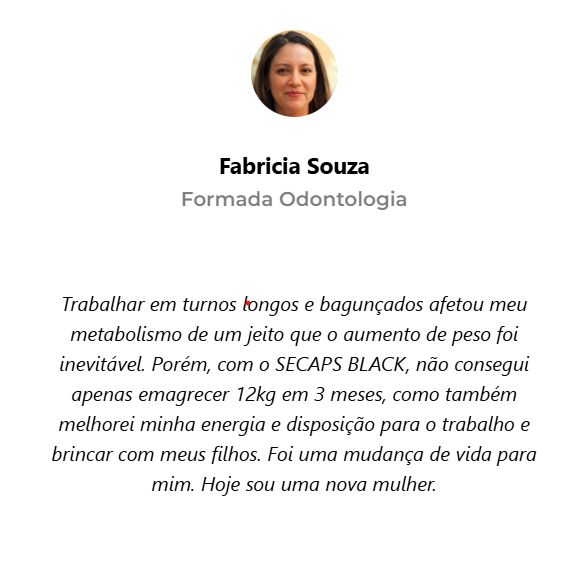 Fabricia Souza
Formada Odontologia
Trabalhar em turnos longos e bagunçados afetou meu
metabolismo de um jeito que o aumento de peso foi
inevitável. Porém, com o SECAPS BLACK, não consegui
apenas emagrecer 12kg em 3 meses, como também
melhorei minha energia e disposição para o trabalho e
brincar com meus filhos. Foi uma mudança de vida para
mim. Hoje sou uma nova mulher.